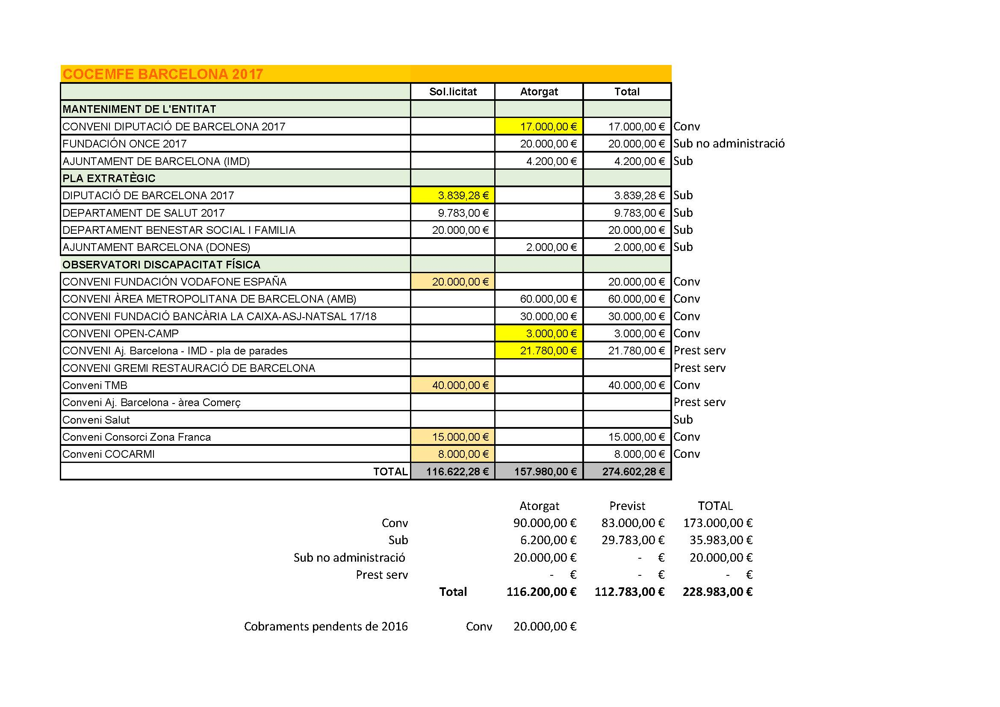 COCEMFE BARCELONA 2017
Sol.licitat Atorgat Total
MANTENIMENT DE L'ENTITAT
CONVENI DIPUTACIÓ DE BARCELONA 2017 17.000,00 € 17.000,00 € Conv
FUNDACIÓN ONCE 2017 20.000,00 € 20.000,00 € Sub no administració
AJUNTAMENT DE BARCELONA (IMD) 4.200,00 € 4.200,00 € Sub
PLA EXTRATÈGIC
DIPUTACIÓ DE BARCELONA 2017 3.839,28 € 3.839,28 € Sub
DEPARTAMENT DE SALUT 2017 9.783,00 € 9.783,00 € Sub
DEPARTAMENT BENESTAR SOCIAL I FAMILIA 20.000,00 € 20.000,00 € Sub
AJUNTAMENT BARCELONA (DONES) 2.000,00 € 2.000,00 € Sub
OBSERVATORI DISCAPACITAT FÍSICA
CONVENI FUNDACIÓN VODAFONE ESPAÑA 20.000,00 € 20.000,00 € Conv
CONVENI ÀREA METROPOLITANA DE BARCELONA (AMB) 60.000,00 € 60.000,00 € Conv
CONVENI FUNDACIÓ BANCÀRIA LA CAIXA-ASJ-NATSAL 17/18 30.000,00 € 30.000,00 € Conv
CONVENI OPEN-CAMP 3.000,00 € 3.000,00 € Conv
CONVENI Aj. Barcelona - IMD - pla de parades 21.780,00 € 21.780,00 € Prest serv
CONVENI GREMI RESTAURACIÓ DE BARCELONA Prest serv
Conveni TMB 40.000,00 € 40.000,00 € Conv
Conveni Aj. Barcelona - àrea Comerç Prest serv
Conveni Salut Sub
Conveni Consorci Zona Franca 15.000,00 € 15.000,00 € Conv
Conveni COCARMI 8.000,00 € 8.000,00 € Conv
TOTAL 116.622,28 € 157.980,00 € 274.602,28 €
Atorgat Previst TOTAL
Conv 90.000,00 € 83.000,00 € 173.000,00 €
Sub 6.200,00 € 29.783,00 € 35.983,00 €
Sub no administració 20.000,00 € - € 20.000,00 €
Prest serv - € - € - €
Total 116.200,00 € 112.783,00 € 228.983,00 €
Cobraments pendents de 2016 Conv 20.000,00 €